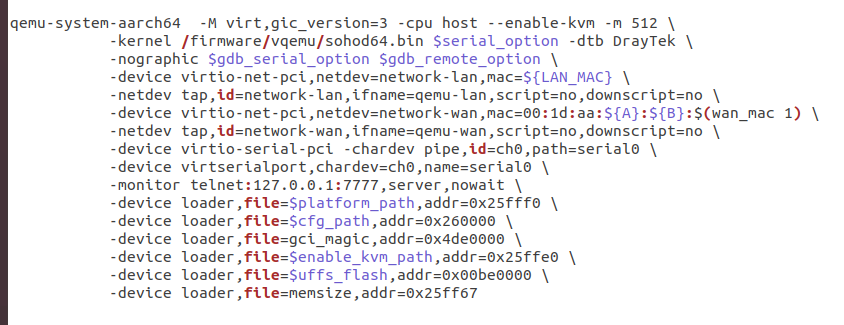 qemu-system-aarch64  -M virt,gic_version=3 -cpu host --enable-kvm -m 512 \
-kernel /firmware/vqemu/sohod64.bin $serial_option -dtb DrayTek \
-nographic $gdb_serial_option $gdb_remote_option \
-device virtio-net-pci,netdev=network-lan,mac=${LAN_MAC} \
-netdev tap,id=network-lan,ifname=qemu-lan,script=no,downscript=no \
-device virtio-net-pci,netdev=network-wan,mac=00:1d:aa:${A}:${B}:$(wan_mac 1) \
-netdev tap,id=network-wan,ifname=qemu-wan,script=no,downscript=no \
-device virtio-serial-pci -chardev pipe,id=ch0,path=serial0 \
-device virtserialport,chardev=ch0,name=serial0 \
-monitor telnet:127.0.0.1:7777,server,nowait \
-device loader,file=$platform_path,addr=0x25fff0 \
-device loader,file=$cfg_path,addr=0x260000 \
-device loader,file=gci_magic,addr=0x4de0000 \
-device loader,file=$enable_kvm_path,addr=0x25ffe0 \
-device loader,file=$uffs_flash,addr=0x00be0000 \
-device loader,file=memsize,addr=0x25ff67